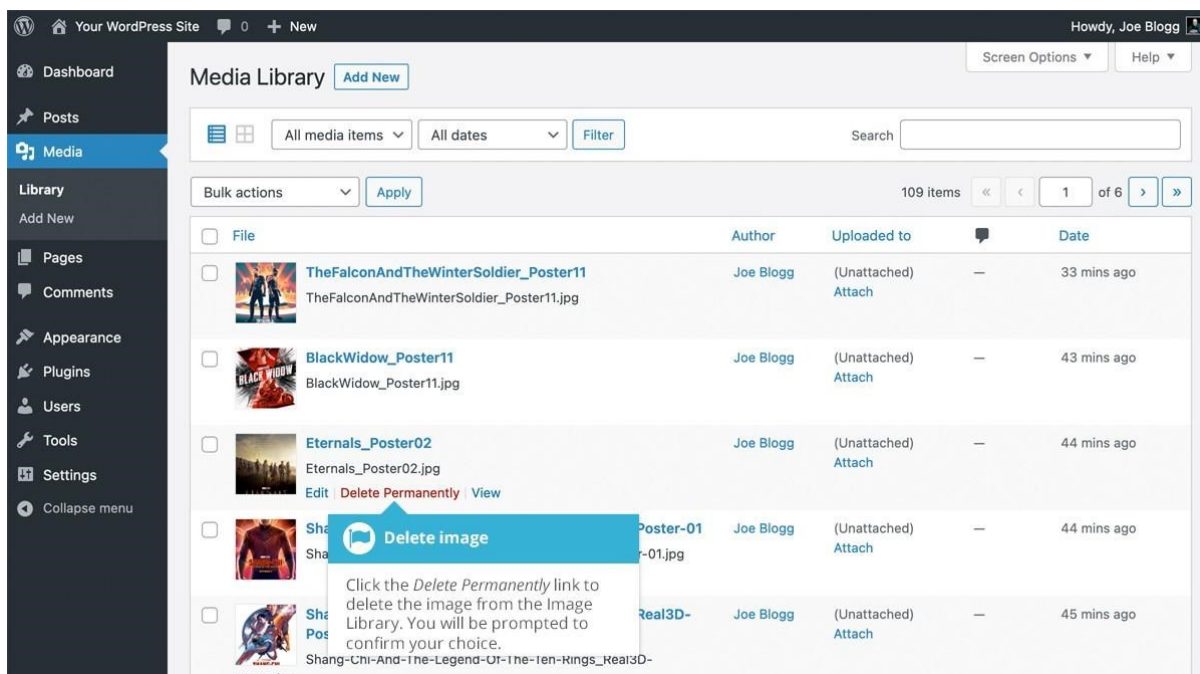 Your WordPress Site 0 + New Howdy, Joe Blogg
Dashboard
Posts
Media
Library
Add New
Pages
Comments
Appearance
Plugins
Users
Tools
Settings
Collapse menu
Screen Options ▼ Help ▼
Media Library Add New
All media items All dates Filter Search
Bulk actions Apply 109 items « ‹ 1 of 6 › »
File Author Uploaded to Date
TheFalconAndTheWinterSoldier_Poster11 Joe Blogg (Unattached) — 33 mins ago
TheFalconAndTheWinterSoldier_Poster11.jpg Attach
BLACK WIDOW
BlackWidow_Poster11 Joe Blogg (Unattached) — 43 mins ago
BlackWidow_Poster11.jpg Attach
Eternals_Poster02 Joe Blogg (Unattached) — 44 mins ago
Eternals_Poster02.jpg Attach
Edit | Delete Permanently | View
Sha Poster-01 Joe Blogg (Unattached) — 44 mins ago
Sha r-01.jpg Attach
Delete image
Click the Delete Permanently link to
delete the image from the Image
Library. You will be prompted to
confirm your choice.
Sha Real3D- Joe Blogg (Unattached) — 45 mins ago
Pos Attach
Shang-Chi-And-The-Legend-Of-The-Ten-Rings_Real3D-